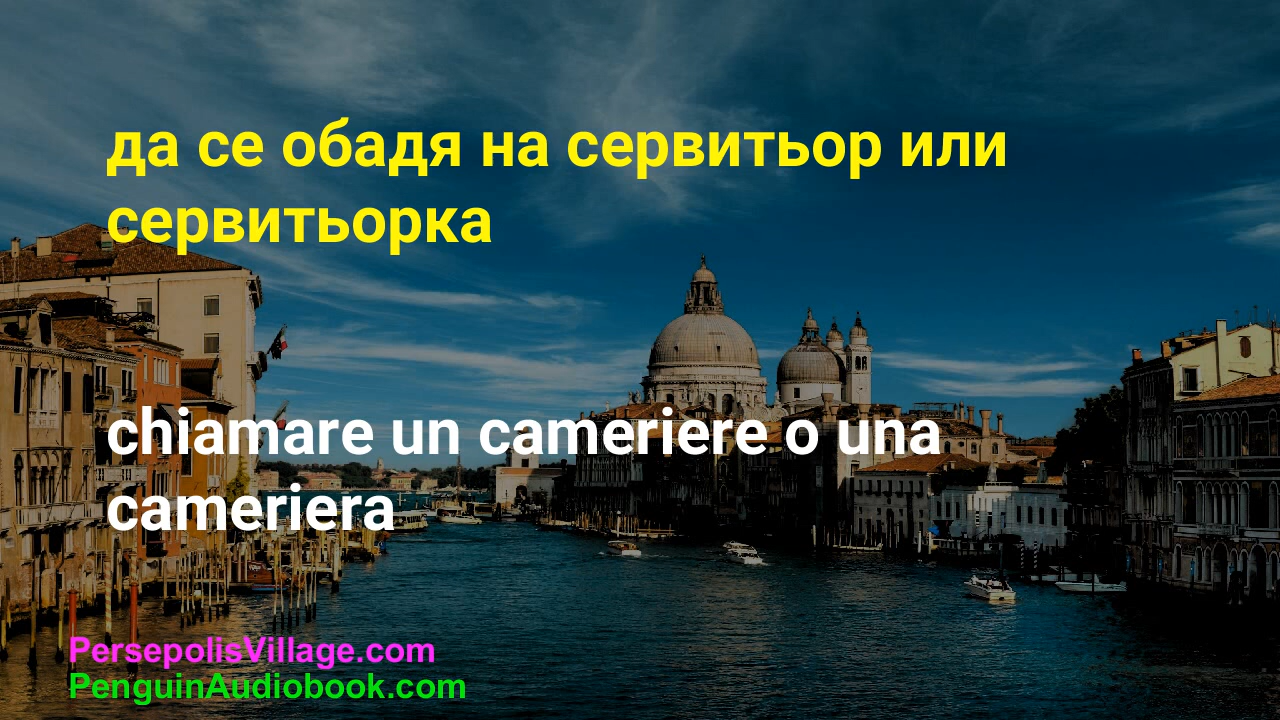 да се обадя на сервитьор или
сервитьорка
chiamare un cameriere o una
cameriera
PersepolisVillage.com
PenguinAudiobook.com